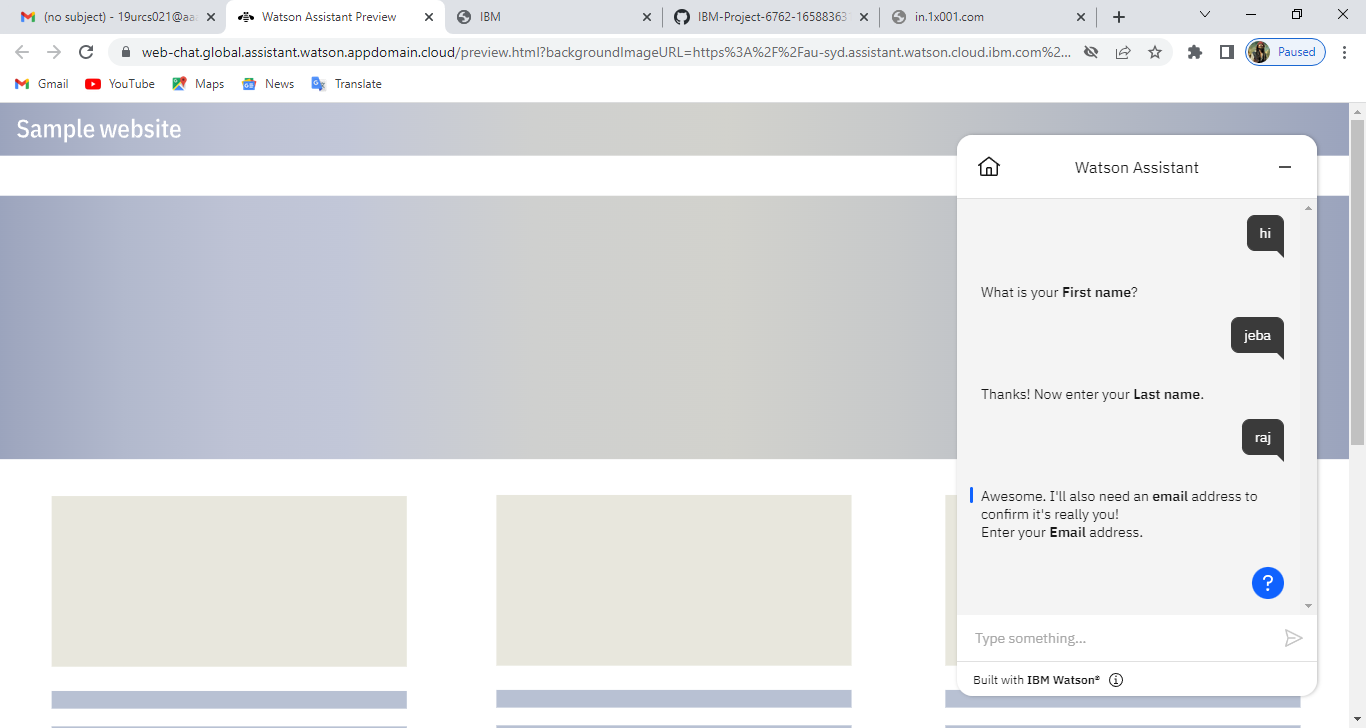 (no subject) - 19urcs021@aaa
Watson Assistant Preview
IBM
IBM-Project-6762-16588363
in.1x001.com
web-chat.global.assistant.watson.appdomain.cloud/preview.html?backgroundImageURL=https%3A%2F%2Fau-syd.assistant.watson.cloud.ibm.com%2...
Paused
Gmail
YouTube
Maps
News
Translate
Sample website
Watson Assistant
hi
What is your First name?
jeba
Thanks! Now enter your Last name.
raj
Awesome. I'll also need an email address to
confirm it's really you!
Enter your Email address.
?
Type something...
Built with IBM Watson®